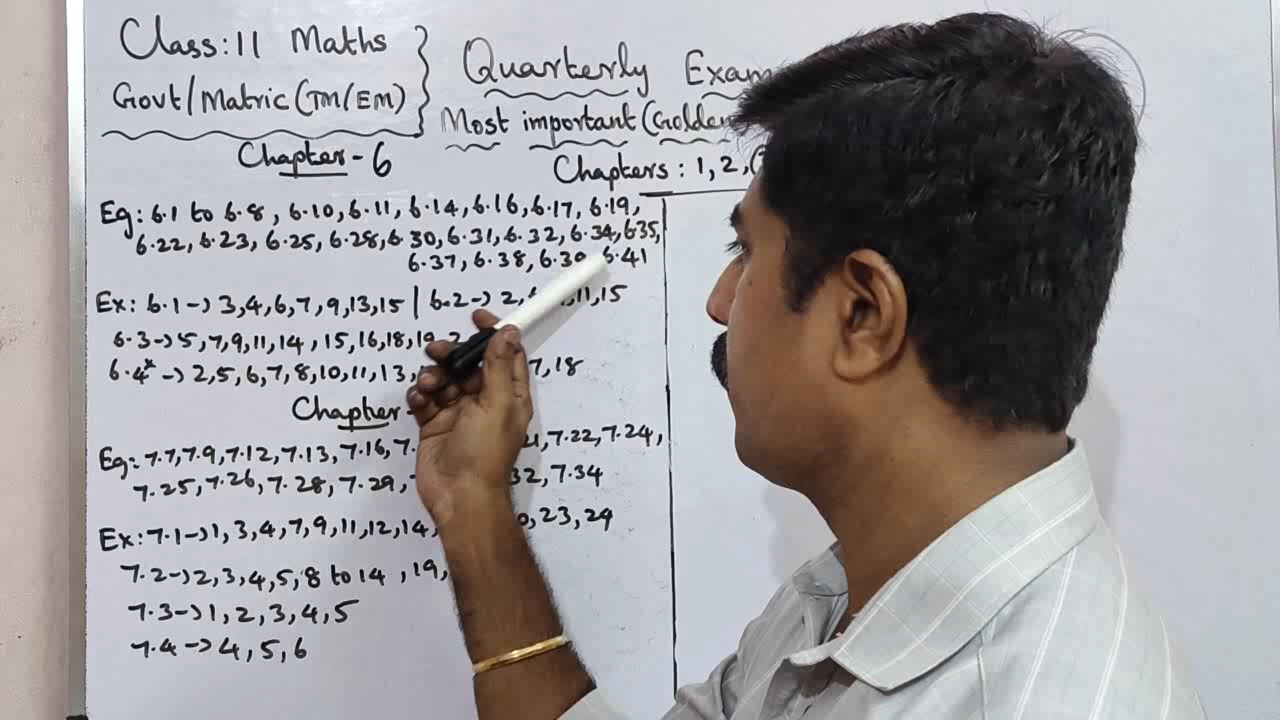 Class: 11 Maths
Govt/Matric (TM/EM)
Quarterly Exam
Most important (Golden
Chapters : 1, 2, (
Chapter-6
Eg: 6.1 to 6.8, 6.10, 6.11, 6.14, 6.16, 6.17, 6.19,
6.22, 6.23, 6.25, 6.28, 6.30, 6.31, 6.32, 6.34, 6.35,
6.37, 6.38, 6.39, 6.41
Ex: 6.1 → 3,4,6,7,9,13,15 | 6.2 → 2, 11,15
6.3 → 5,7,9,11,14, 15,16,18,19
6.4* → 2,5,6,7,8,10,11,13, 18
Chapter
Eg: 7.7, 7.9, 7.12, 7.13, 7.16, 7.22, 7.24,
7.25, 7.26, 7.28, 7.29, 7.34
Ex: 7.1 → 1, 3, 4, 7, 9, 11, 12, 14, 23, 24
7.2 → 2, 3, 4, 5, 8 to 14, 19,
7.3 → 1, 2, 3, 4, 5
7.4 → 4, 5, 6